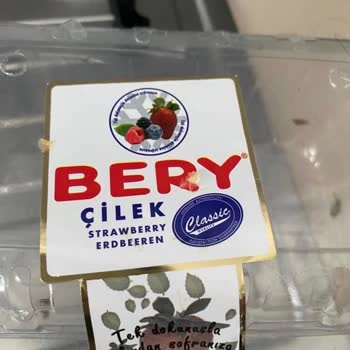 BERY®
ÇİLEK
STRAWBERRY
ERDBEEREN
Classic
Tek dokunuşla
sofranıza